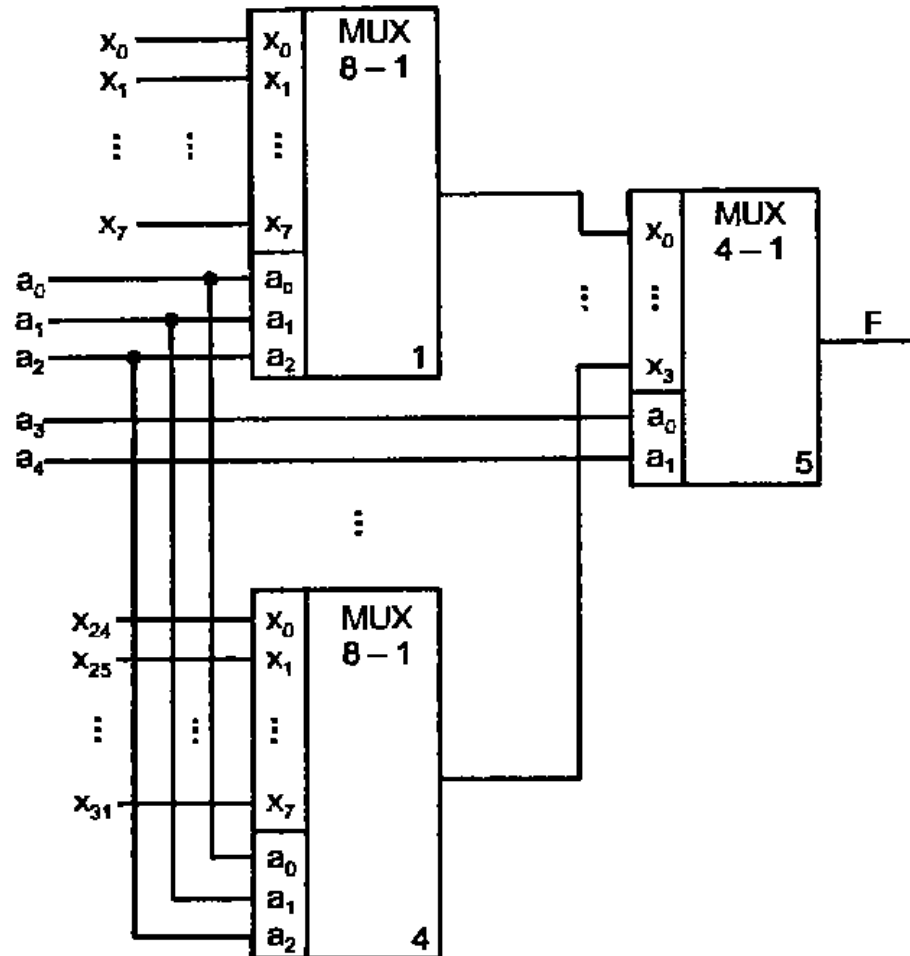 x₀ x₀ MUX
8 – 1
x₁ x₁
... ... ...
x₇ x₇
a₀ a₀
a₁ a₁
a₂ a₂ 1
x₀ MUX
4 – 1
... ...
x₃
F
a₃ a₀
a₄ a₁ 5
...
x₂₄ x₀ MUX
8 – 1
x₂₅ x₁
... ... ...
x₃₁ x₇
a₀
a₁
a₂ 4